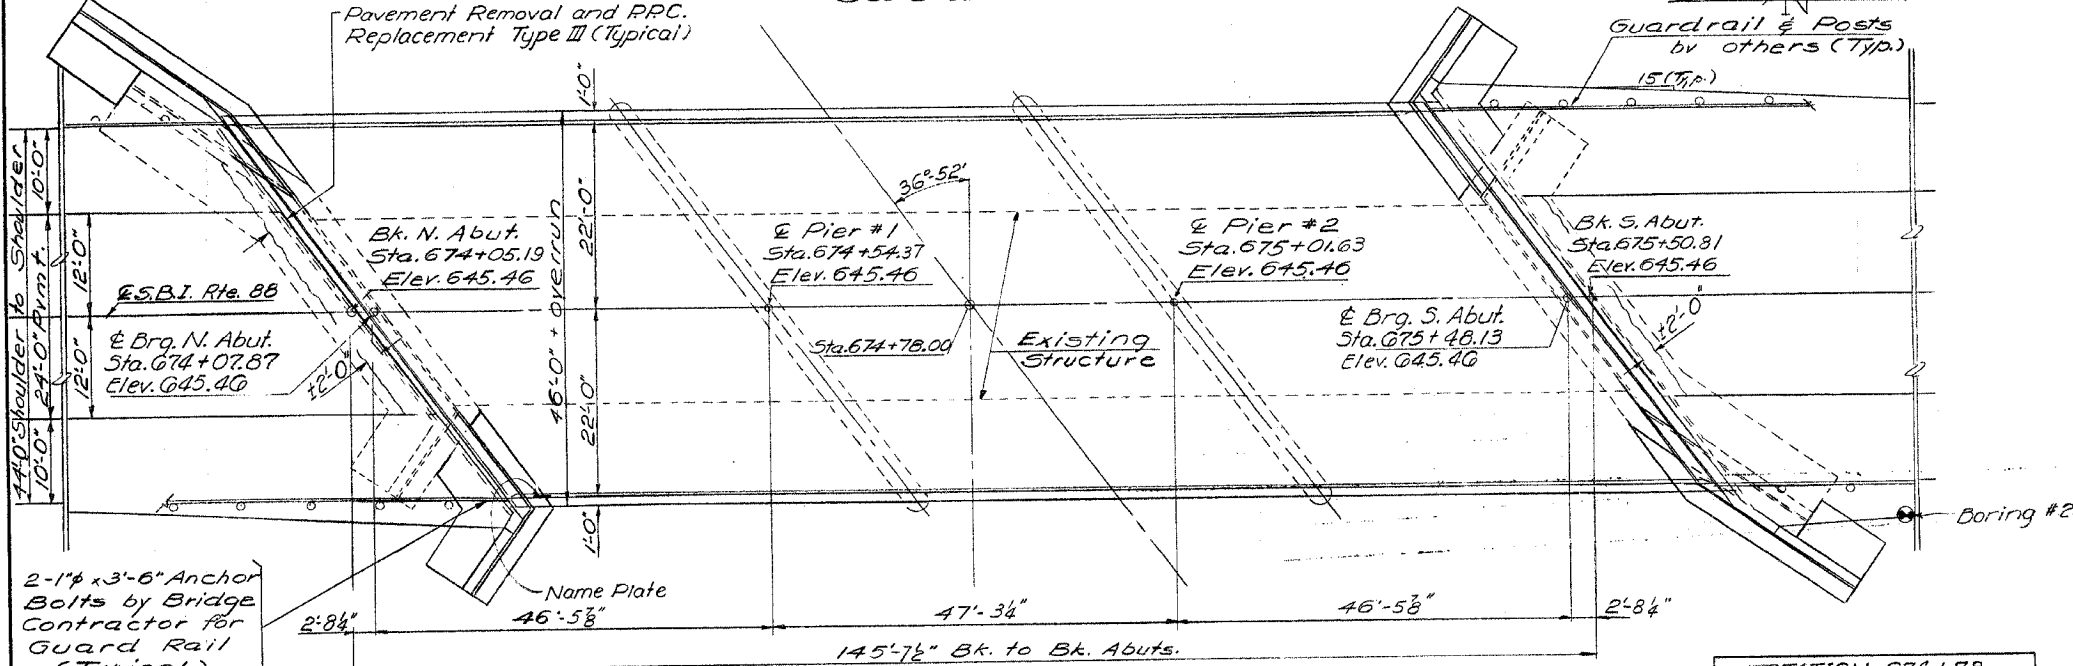 Pavement Removal and P.P.C.
Replacement Type III (Typical)
N
Guardrail & Posts
by others (Typ.)
15 (Typ.)
1'-0"
44'-0" Shoulder to Shoulder
10'-0"
24'-0" Pvmt.
10'-0"
12'-0"
12'-0"
46'-0" + overrun
22'-0"
22'-0"
1'-0"
36°-52'
Bk. N. Abut.
Sta. 674+05.19
Elev. 645.46
℄ Pier #1
Sta. 674+54.37
Elev. 645.46
℄ Pier #2
Sta. 675+01.63
Elev. 645.46
Bk. S. Abut.
Sta. 675+50.81
Elev. 645.46
℄ S.B.I. Rte. 88
℄ Brg. N. Abut.
Sta. 674+07.87
Elev. 645.46
±2'-0"
Sta. 674+78.00
Existing
Structure
℄ Brg. S. Abut.
Sta. 675+48.13
Elev. 645.46
±2'-0"
Boring #2
2-1"φ x 3'-6" Anchor
Bolts by Bridge
Contractor for
Guard Rail
(Typical)
Name Plate
2'-8¼"
46'-5⅞"
47'-3¼"
46'-5⅞"
2'-8¼"
145'-7½" Bk. to Bk. Abuts.
STATION 674+78